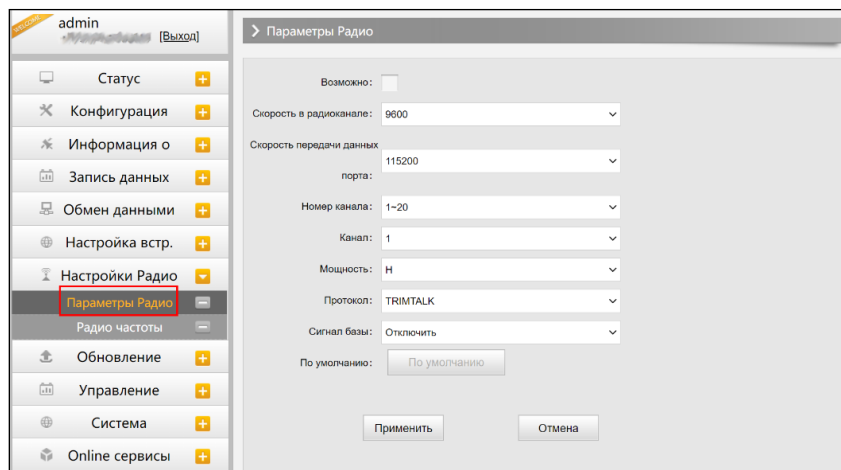 WELCOME
admin
[Выход]
Статус
Конфигурация
Информация о
Запись данных
Обмен данными
Настройка встр.
Настройки Радио
Параметры Радио
Радио частоты
Обновление
Управление
Система
Online сервисы
Параметры Радио
Возможно:
Скорость в радиоканале: 9600
Скорость передачи данных
порта: 115200
Номер канала: 1~20
Канал: 1
Мощность: H
Протокол: TRIMTALK
Сигнал базы: Отключить
По умолчанию: По умолчанию
Применить Отмена